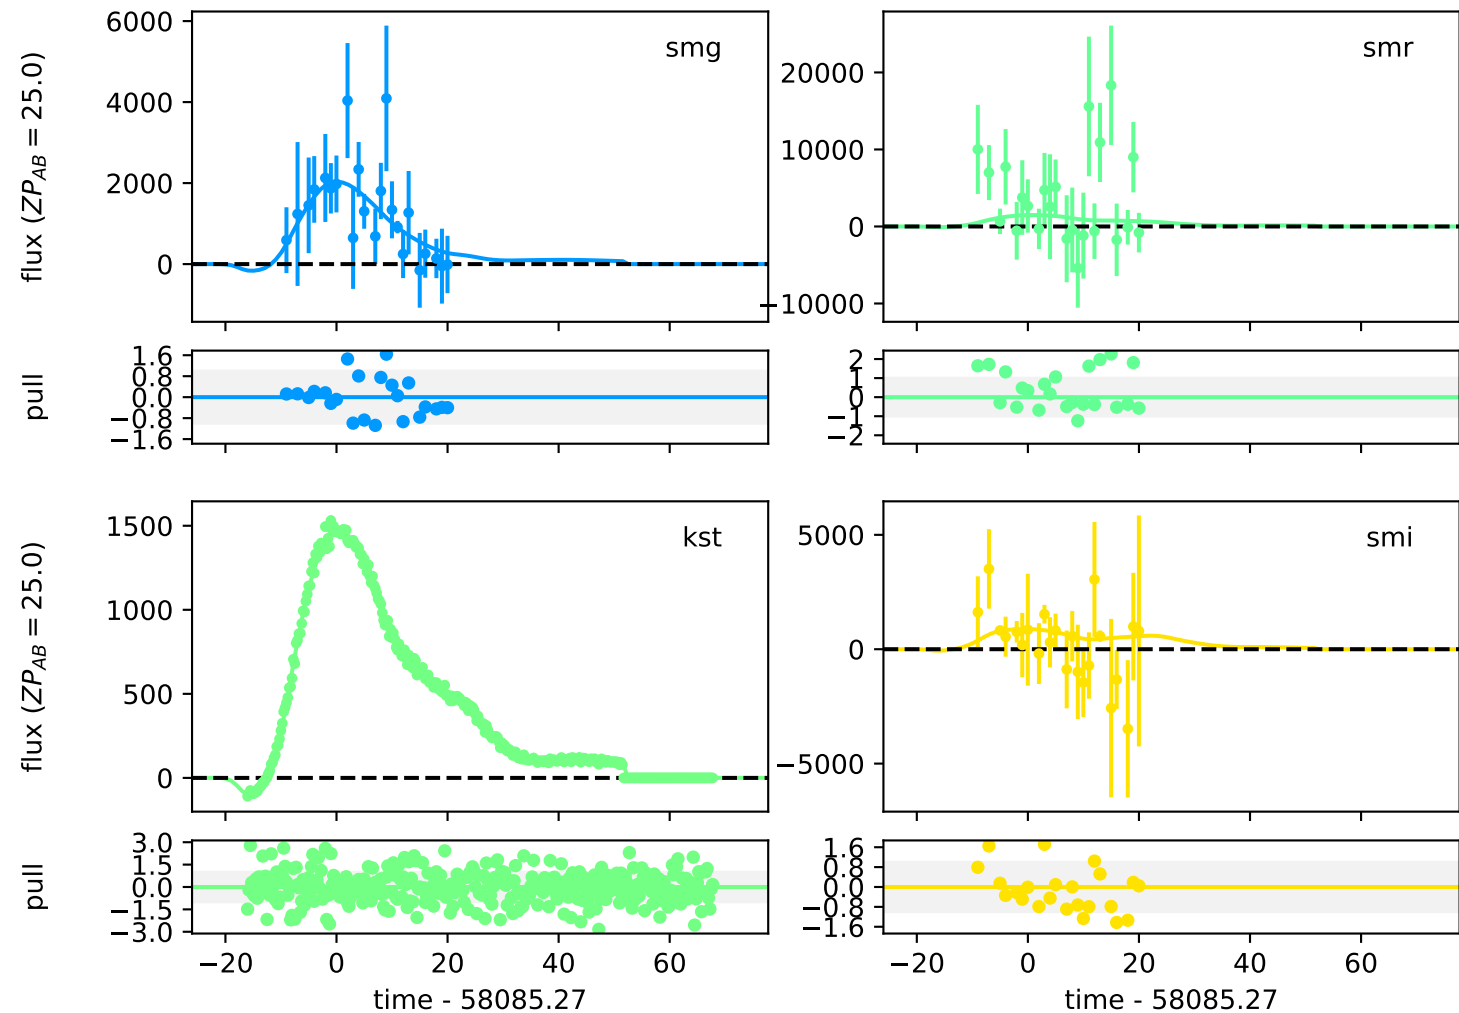 smg
smr
flux (ZP_AB = 25.0)
6000
4000
2000
0
20000
10000
0
−10000
pull
1.6
0.8
0.0
−0.8
−1.6
2
1
0
−1
−2
kst
smi
flux (ZP_AB = 25.0)
1500
1000
500
0
5000
0
−5000
pull
3.0
1.5
0.0
−1.5
−3.0
1.6
0.8
0.0
−0.8
−1.6
−20 0 20 40 60
−20 0 20 40 60
time - 58085.27
time - 58085.27